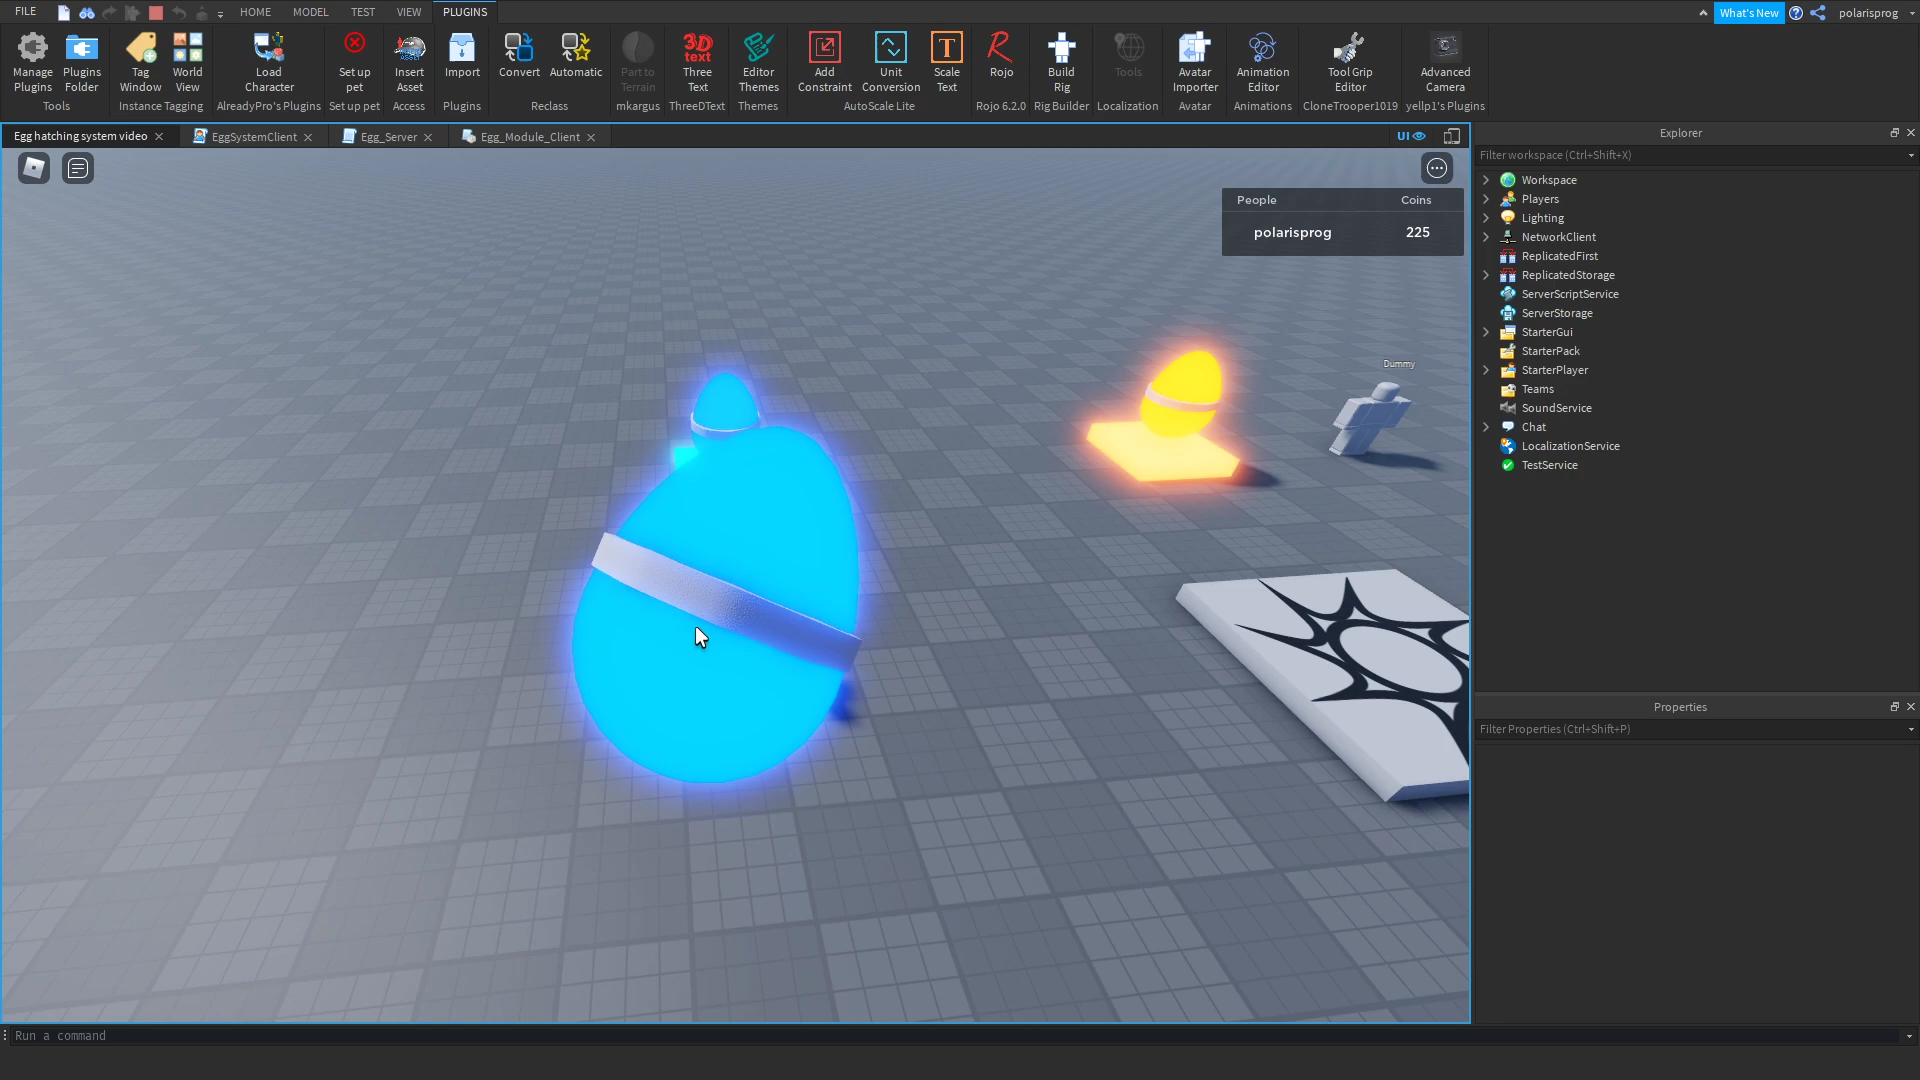 FILE HOME MODEL TEST VIEW PLUGINS What's New polarisprog
Manage Plugins
Plugins Folder
Tools
Tag Window
World View
Instance Tagging
Load Character
AlreadyPro's Plugins
Set up pet
Set up pet
Insert Asset
Access
Import
Plugins
Convert
Automatic
Reclass
Part to Terrain
mkargus
3D text
Three Text
ThreeDText
Editor Themes
Themes
Add Constraint
Unit Conversion
T
Scale Text
AutoScale Lite
R
Rojo
Rojo 6.2.0
Build Rig
Rig Builder
Tools
Localization
Avatar Importer
Avatar
Animation Editor
Animations
Tool Grip Editor
CloneTrooper1019
Advanced Camera
yellp1's Plugins
Egg hatching system video EggSystemClient Egg_Server Egg_Module_Client UI
People Coins
polarisprog 225
Dummy
Explorer
Filter workspace (Ctrl+Shift+X)
Workspace
Players
Lighting
NetworkClient
ReplicatedFirst
ReplicatedStorage
ServerScriptService
ServerStorage
StarterGui
StarterPack
StarterPlayer
Teams
SoundService
Chat
LocalizationService
TestService
Properties
Filter Properties (Ctrl+Shift+P)
Run a command